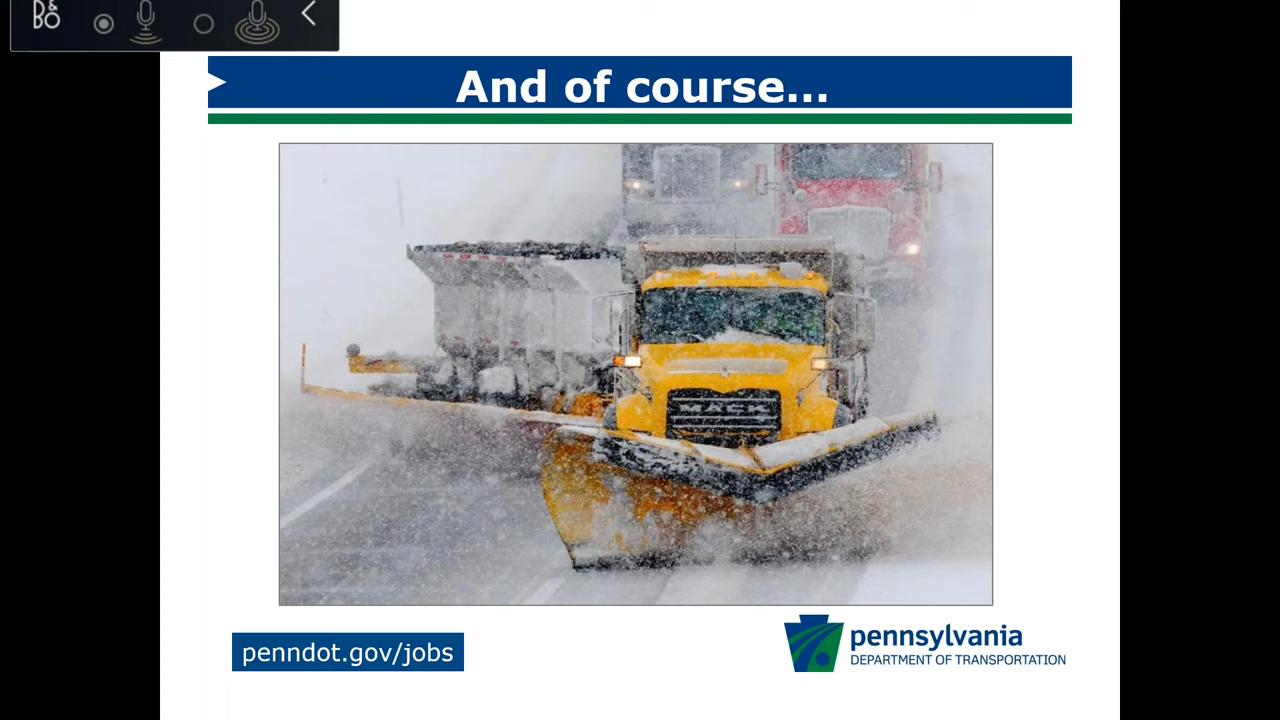 B&O
And of course...
MACK
penndot.gov/jobs
pennsylvania
DEPARTMENT OF TRANSPORTATION